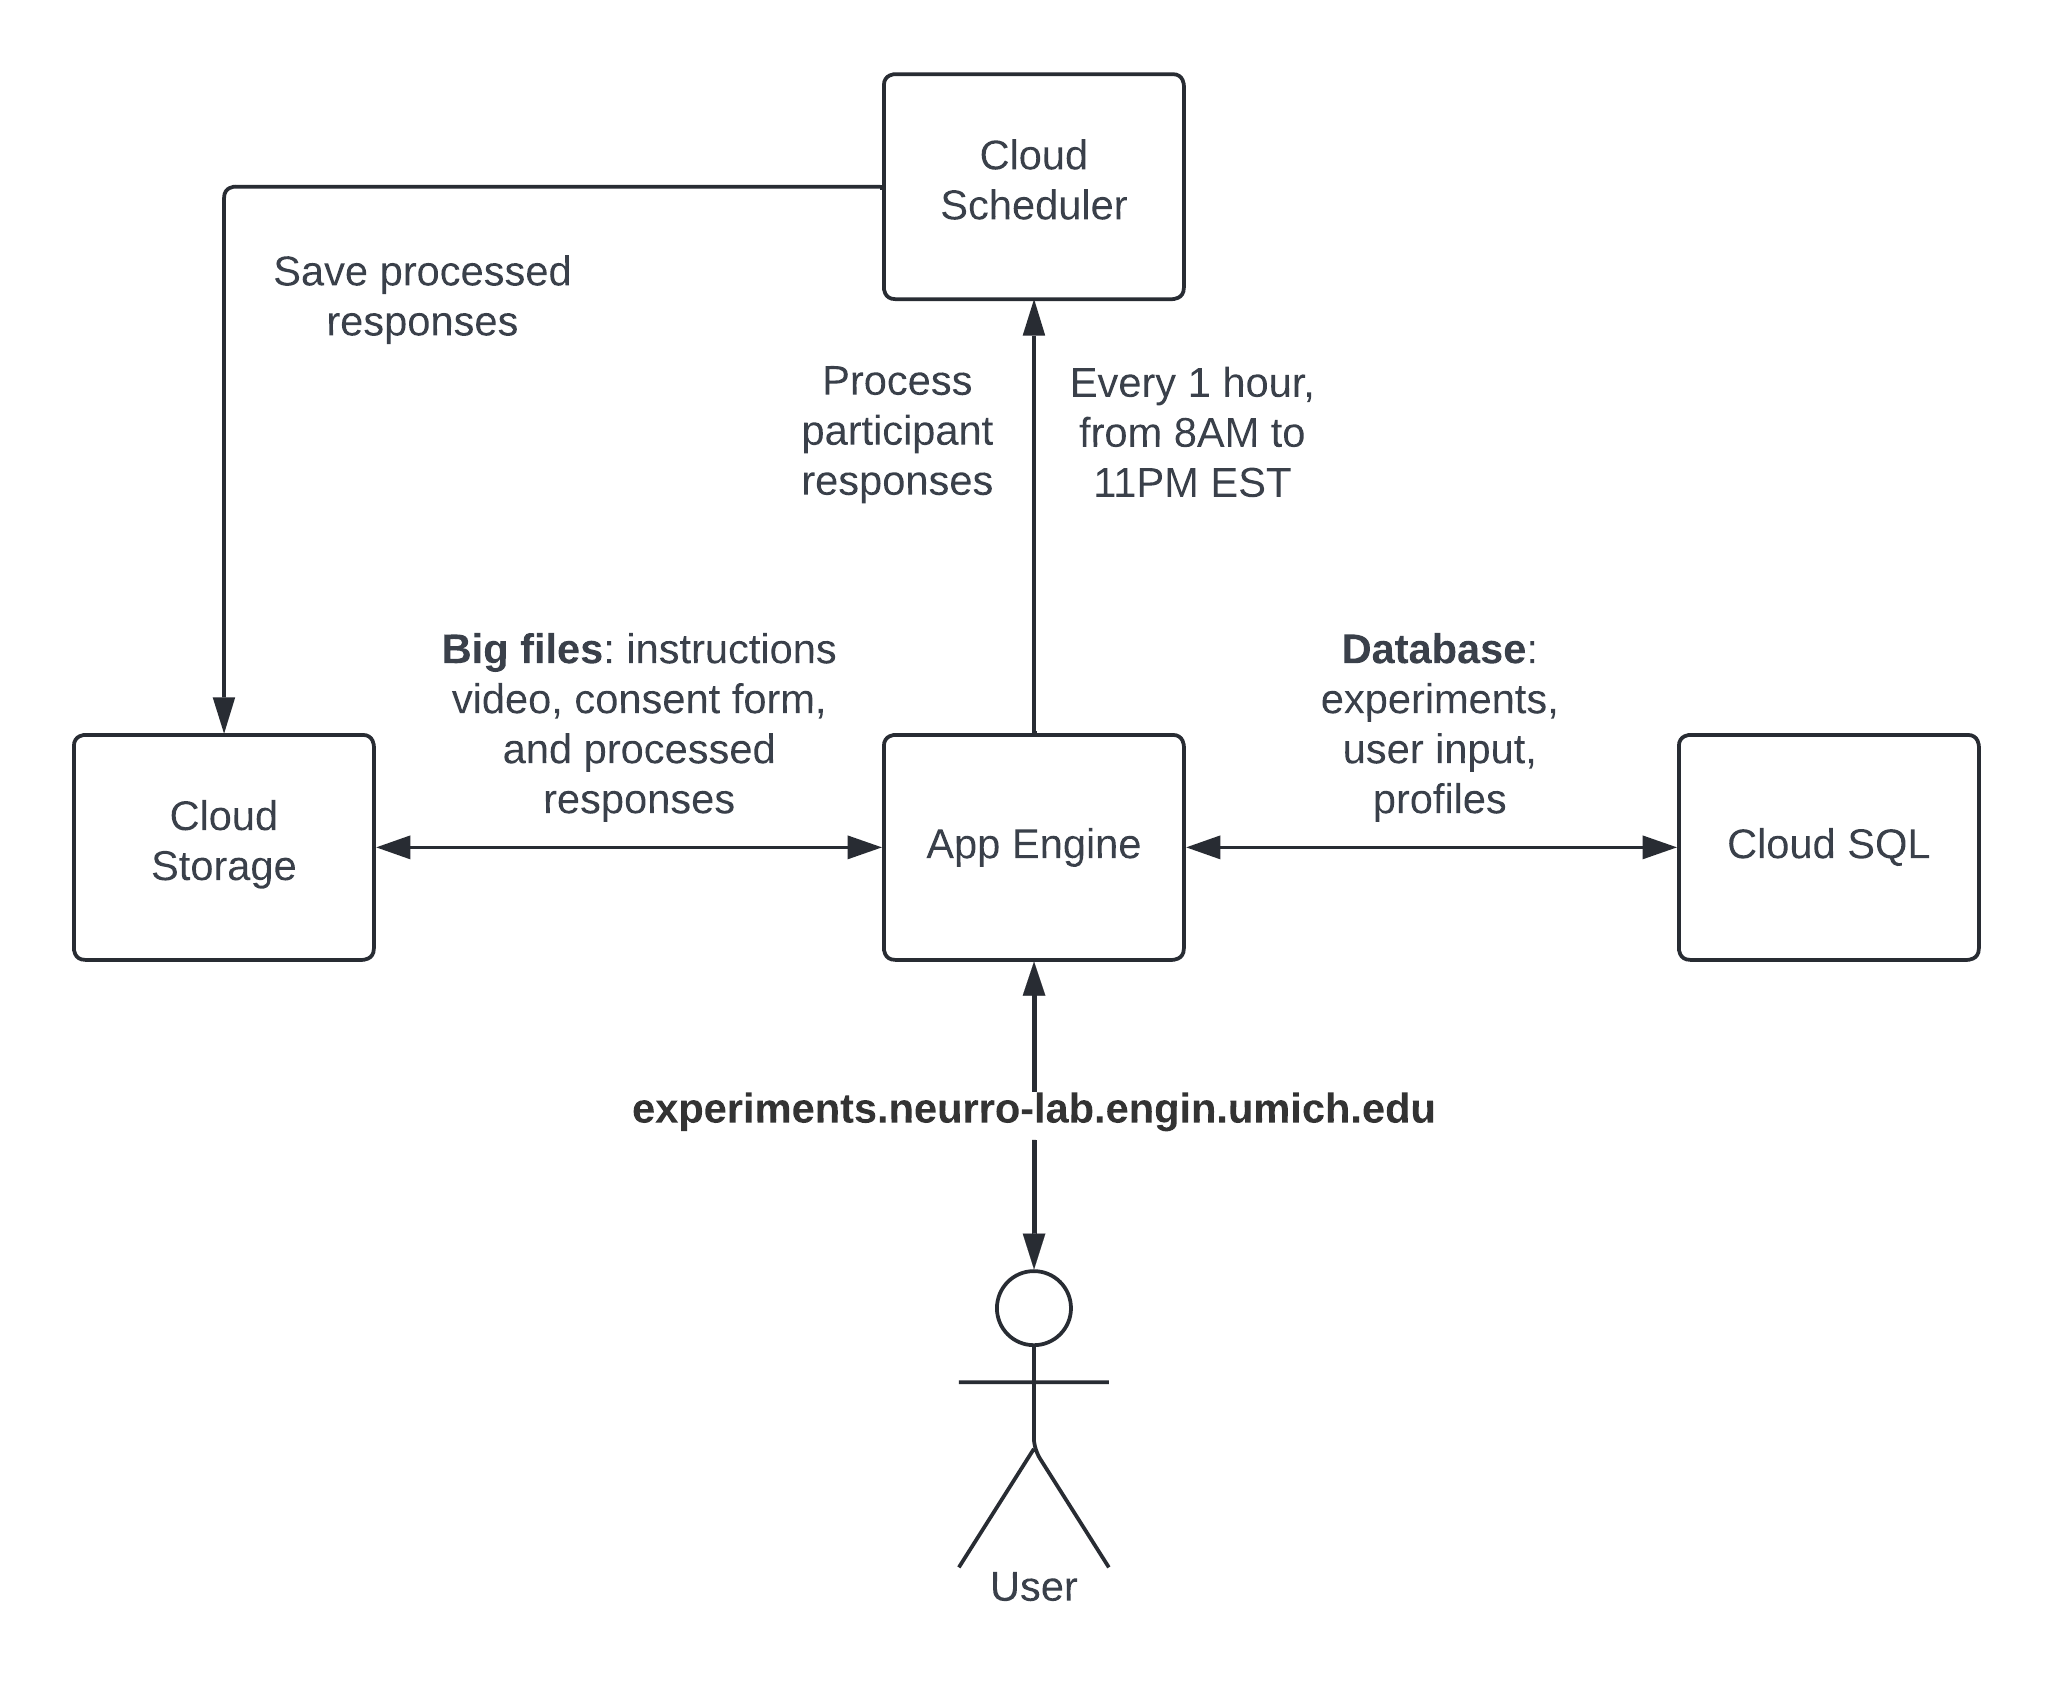 Cloud
Scheduler
Save processed
responses
Process
participant
responses
Every 1 hour,
from 8AM to
11PM EST
Big files: instructions
video, consent form,
and processed
responses
Database:
experiments,
user input,
profiles
Cloud
Storage
App Engine
Cloud SQL
experiments.neurro-lab.engin.umich.edu
User